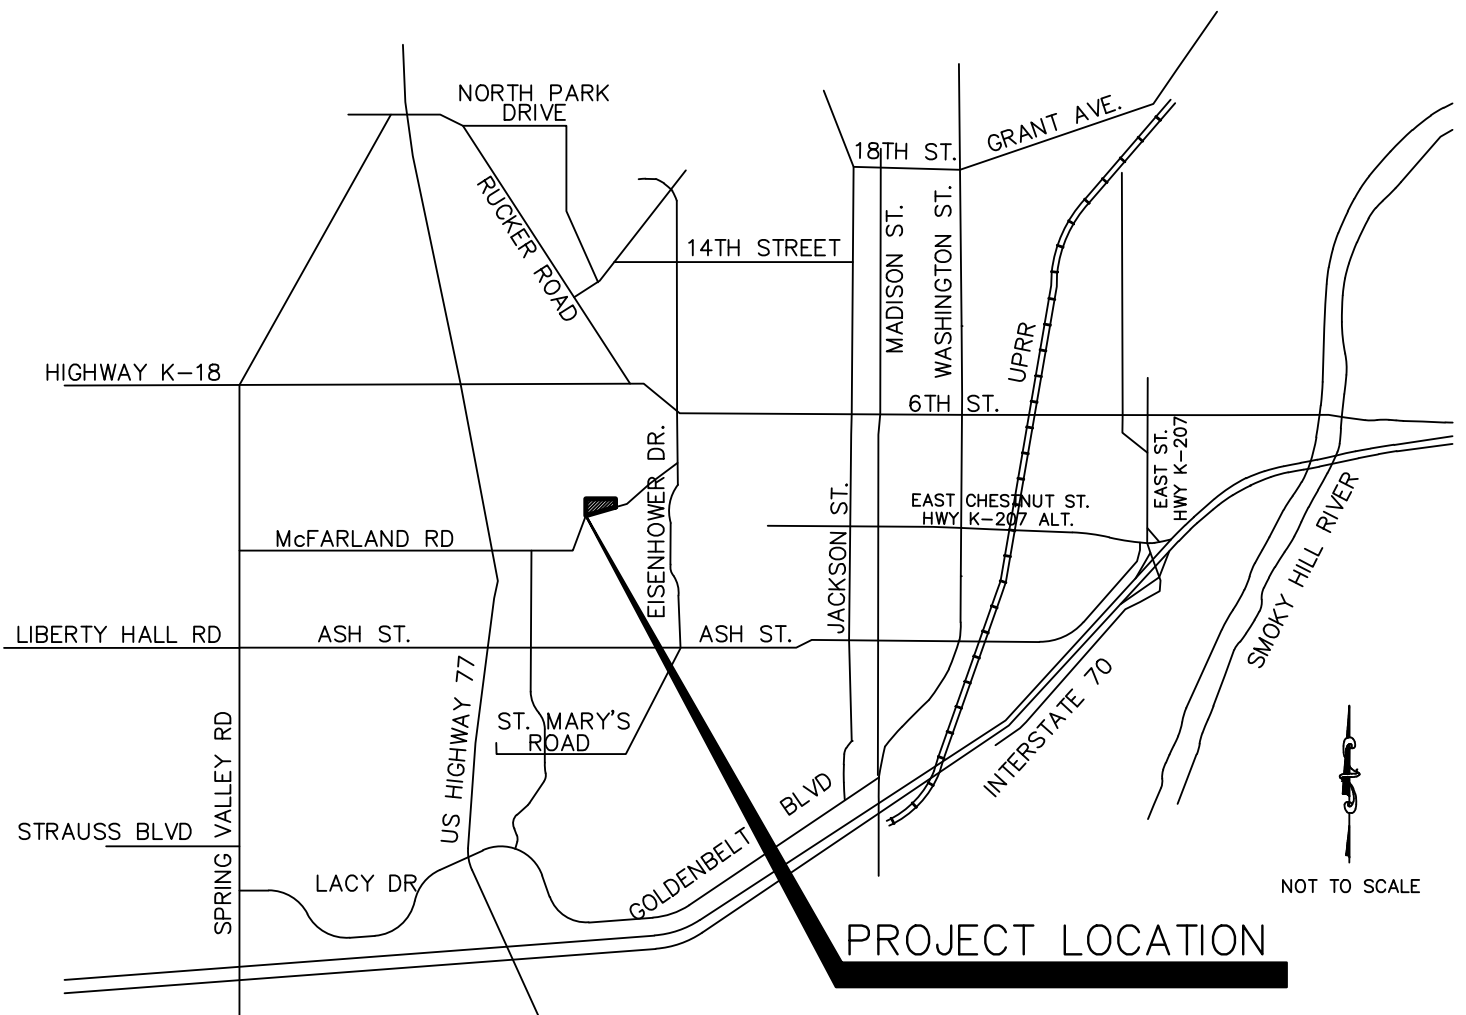 NORTH PARK
DRIVE
GRANT AVE.
18TH ST.
RUCKER ROAD
14TH STREET
MADISON ST.
WASHINGTON ST.
UPRR
HIGHWAY K-18
6TH ST.
EISENHOWER DR.
EAST ST.
HWY K-207
JACKSON ST.
EAST CHESTNUT ST.
HWY K-207 ALT.
SMOKY HILL RIVER
McFARLAND RD
LIBERTY HALL RD
ASH ST.
ASH ST.
US HIGHWAY 77
ST. MARY'S
ROAD
INTERSTATE 70
SPRING VALLEY RD
STRAUSS BLVD
GOLDENBELT BLVD
LACY DR
NOT TO SCALE
PROJECT LOCATION